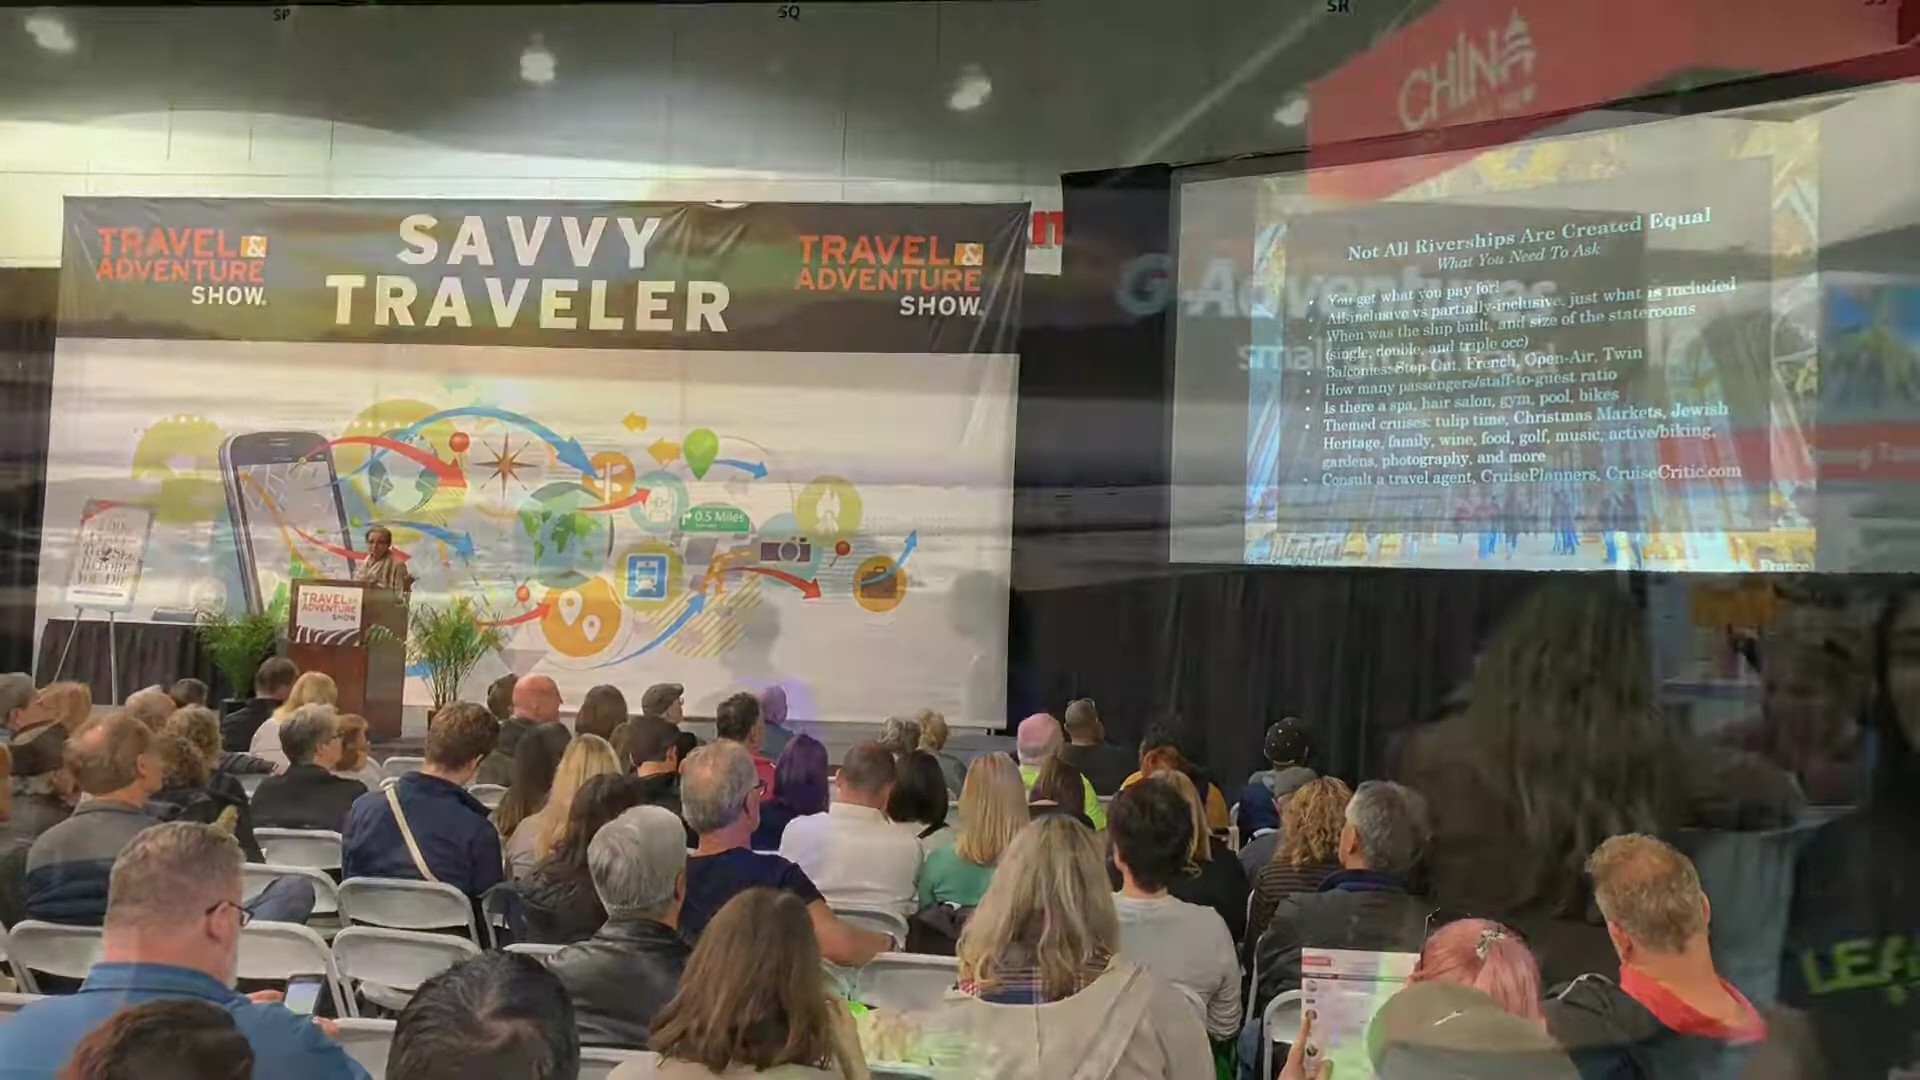 SP
SQ
SR
CHINA
TRAVEL &
ADVENTURE
SHOW.
SAVVY
TRAVELER
TRAVEL &
ADVENTURE
SHOW.
G Adventures
Not All Riverships Are Created Equal
What You Need To Ask
• You get what you pay for!
• All-inclusive vs partially-inclusive, just what is included
• When was the ship built, and size of the staterooms
(single, double, and triple occ)
• Balconies: Step Out, French, Open-Air, Twin
• How many passengers/staff-to-guest ratio
• Is there a spa, hair salon, gym, pool, bikes
• Themed cruises: tulip time, Christmas Markets, Jewish
Heritage, family, wine, food, golf, music, active/biking,
gardens, photography, and more
• Consult a travel agent, CruisePlanners, CruiseCritic.com
France
0.5 Miles
BEFORE
YOU DIE
TRAVEL &
ADVENTURE
SHOW